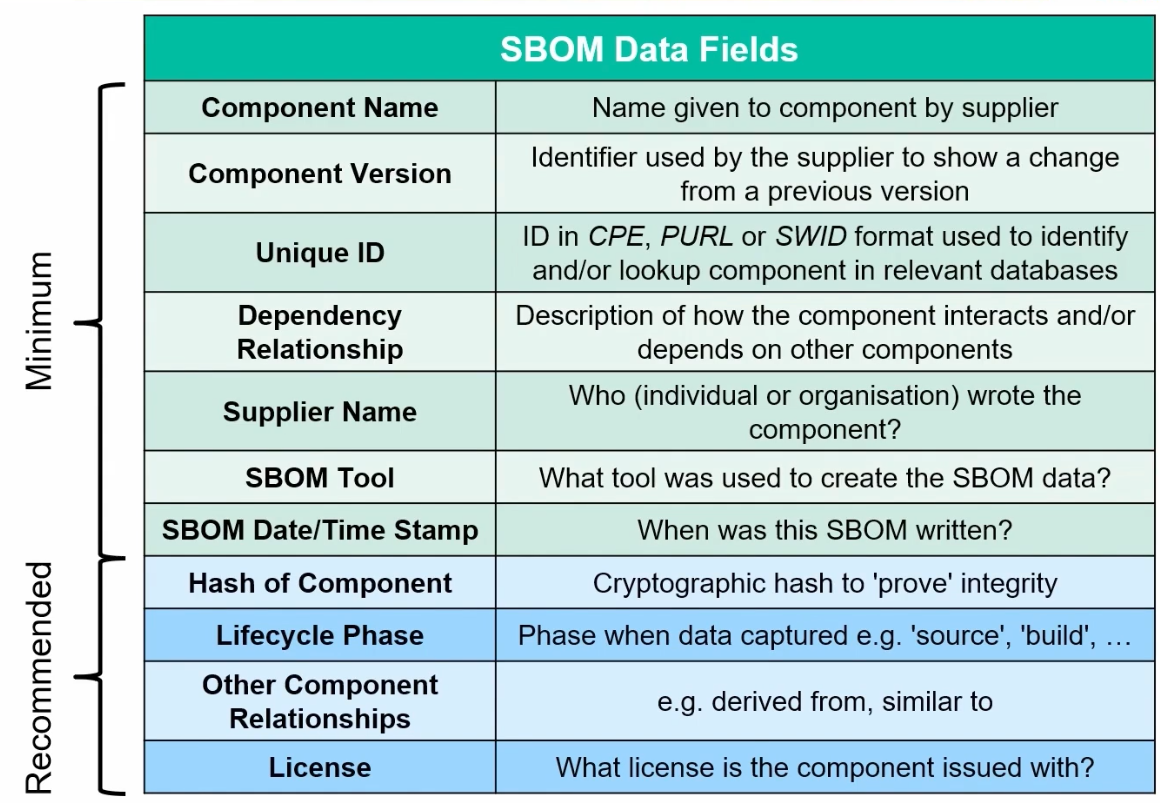 SBOM Data Fields
Minimum
Component Name
Name given to component by supplier
Component Version
Identifier used by the supplier to show a change
from a previous version
Unique ID
ID in CPE, PURL or SWID format used to identify
and/or lookup component in relevant databases
Dependency
Relationship
Description of how the component interacts and/or
depends on other components
Supplier Name
Who (individual or organisation) wrote the
component?
SBOM Tool
What tool was used to create the SBOM data?
SBOM Date/Time Stamp
When was this SBOM written?
Recommended
Hash of Component
Cryptographic hash to 'prove' integrity
Lifecycle Phase
Phase when data captured e.g. 'source', 'build', …
Other Component
Relationships
e.g. derived from, similar to
License
What license is the component issued with?